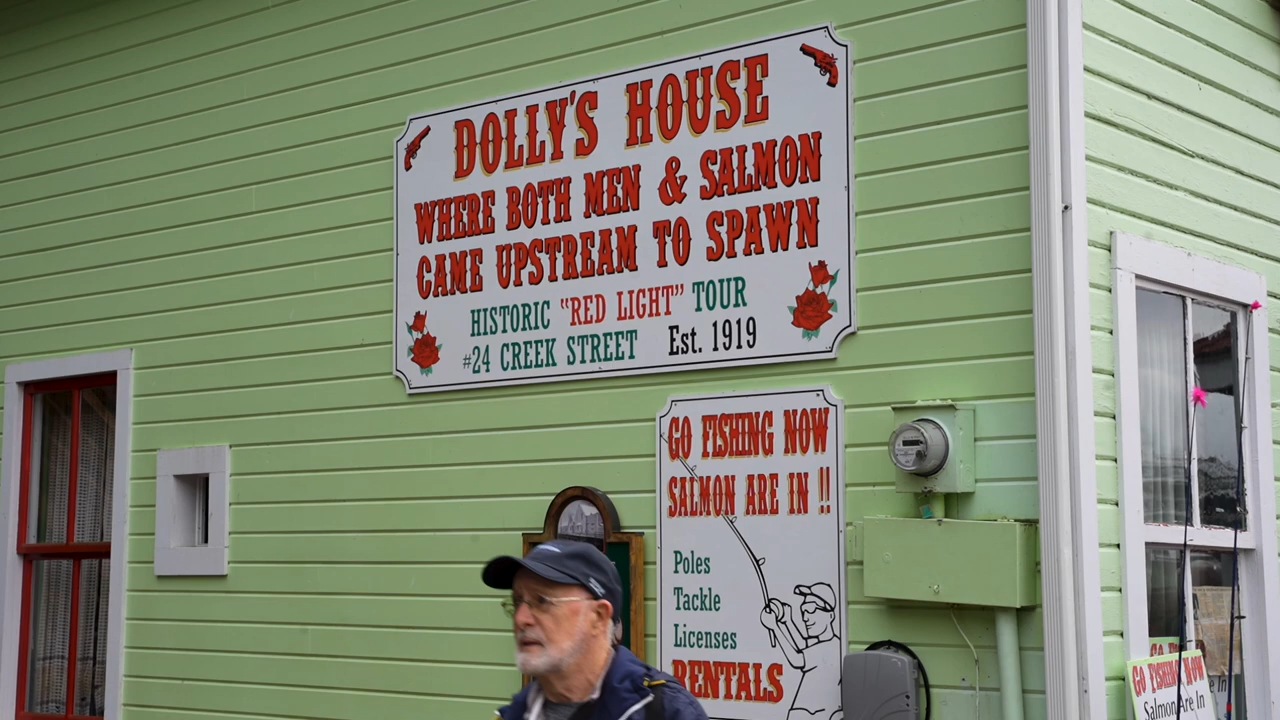 DOLLY'S HOUSE
WHERE BOTH MEN & SALMON
CAME UPSTREAM TO SPAWN
HISTORIC "RED LIGHT" TOUR
#24 CREEK STREET Est. 1919
GO FISHING NOW
SALMON ARE IN !!
Poles
Tackle
Licenses
RENTALS
GO FISHING NOW
Salmon Are In